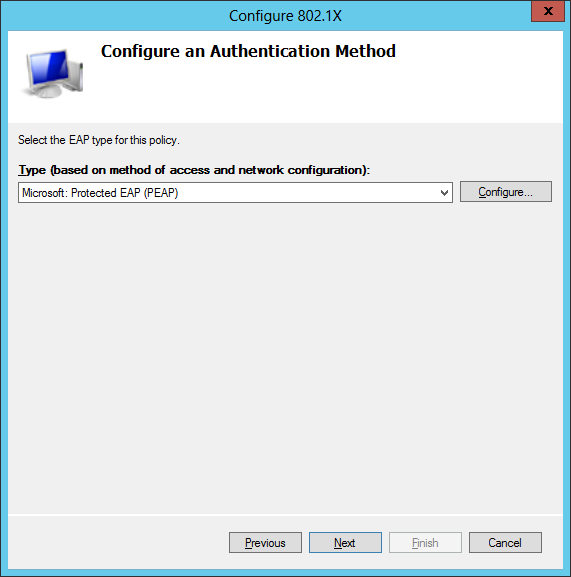 Configure 802.1X
x
Configure an Authentication Method
Select the EAP type for this policy.
Type (based on method of access and network configuration):
Microsoft: Protected EAP (PEAP)
Configure...
Previous
Next
Finish
Cancel